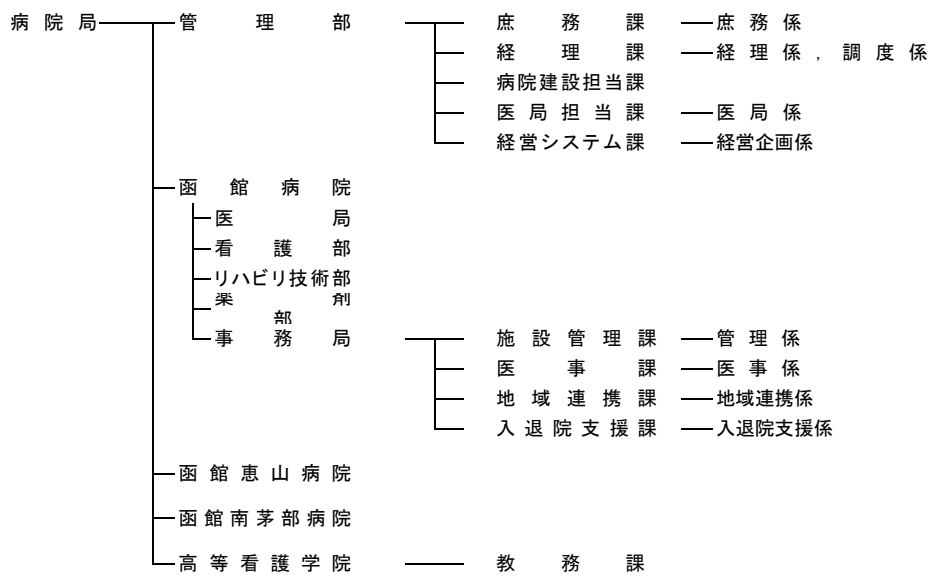 病院局 管理部 庶務課 庶務係
経理課 経理係，調度係
病院建設担当課
医局担当課 医局係
経営システム課 経営企画係
函館病院
医局
看護部
リハビリ技術部
薬剤部
事務局 施設管理課 管理係
医事課 医事係
地域連携課 地域連携係
入退院支援課 入退院支援係
函館恵山病院
函館南茅部病院
高等看護学院 教務課